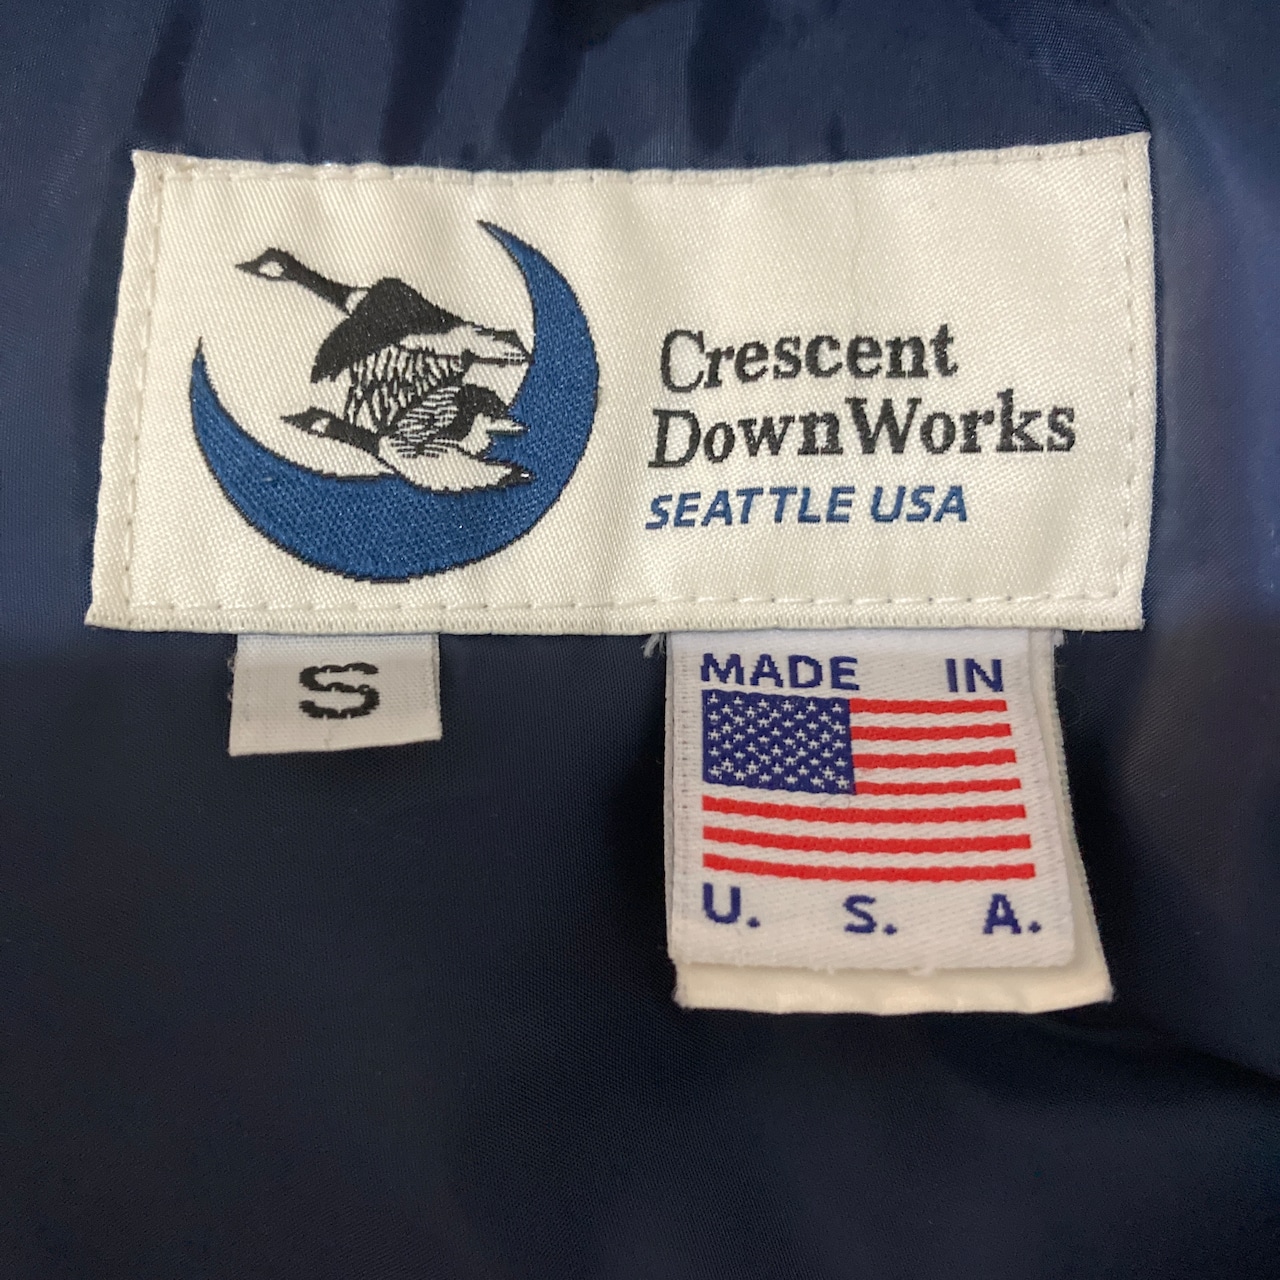 Crescent
DownWorks
SEATTLE USA
S
MADE IN
U. S. A.